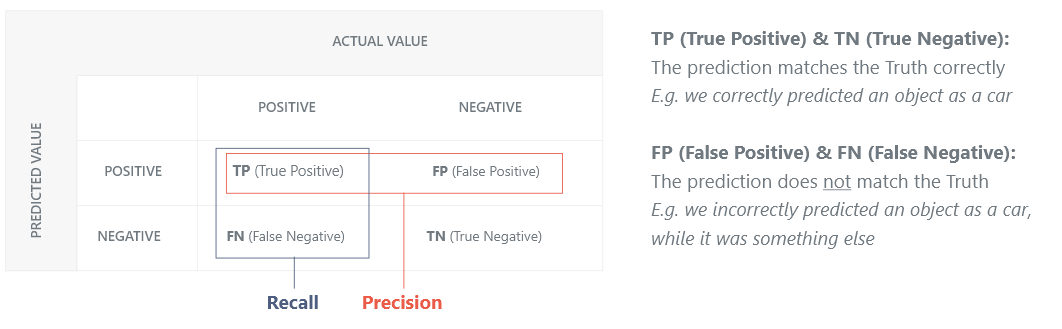 ACTUAL VALUE
PREDICTED VALUE
POSITIVE NEGATIVE
POSITIVE TP (True Positive) FP (False Positive)
NEGATIVE FN (False Negative) TN (True Negative)
Recall Precision
TP (True Positive) & TN (True Negative):
The prediction matches the Truth correctly
E.g. we correctly predicted an object as a car
FP (False Positive) & FN (False Negative):
The prediction does not match the Truth
E.g. we incorrectly predicted an object as a car,
while it was something else